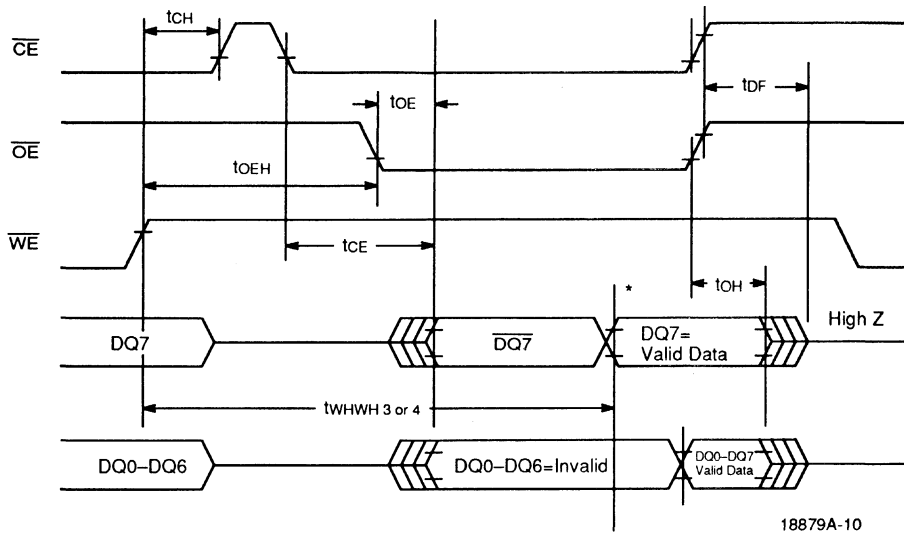 tCH
CE
tDF
tOE
OE
tOEH
WE
tCE
tOH
*
High Z
DQ7
DQ7
DQ7=
Valid Data
tWHWH 3 or 4
DQ0–DQ6
DQ0–DQ6=Invalid
DQ0–DQ7
Valid Data
18879A-10